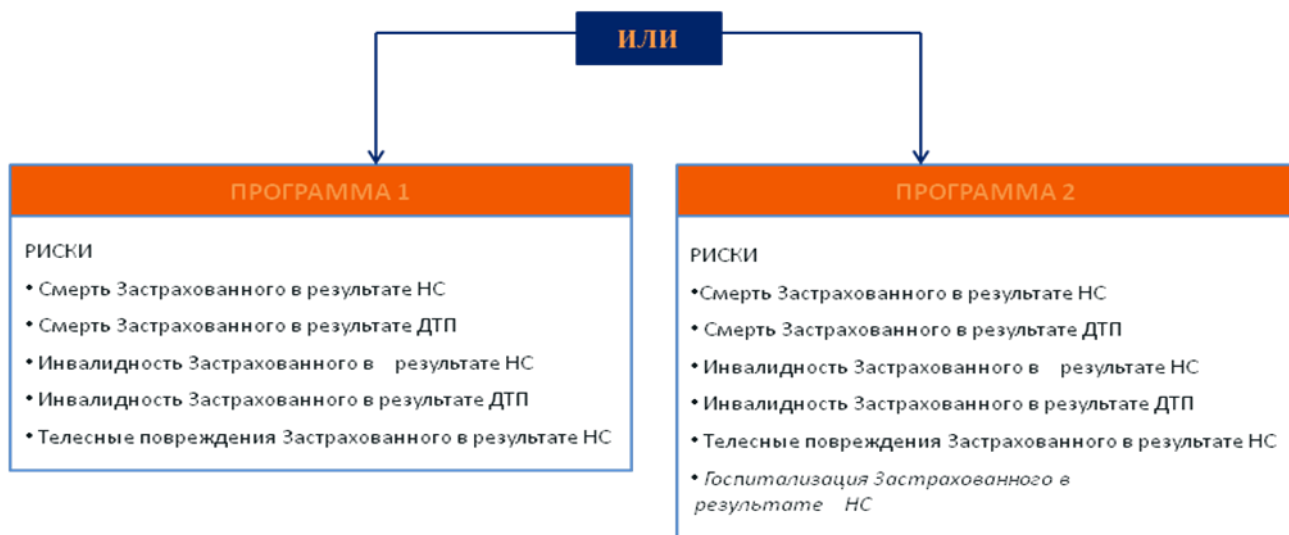 ИЛИ
ПРОГРАММА 1
РИСКИ
• Смерть Застрахованного в результате НС
• Смерть Застрахованного в результате ДТП
• Инвалидность Застрахованного в результате НС
• Инвалидность Застрахованного в результате ДТП
• Телесные повреждения Застрахованного в результате НС
ПРОГРАММА 2
РИСКИ
•Смерть Застрахованного в результате НС
• Смерть Застрахованного в результате ДТП
• Инвалидность Застрахованного в результате НС
• Инвалидность Застрахованного в результате ДТП
• Телесные повреждения Застрахованного в результате НС
• Госпитализация Застрахованного в
результате НС